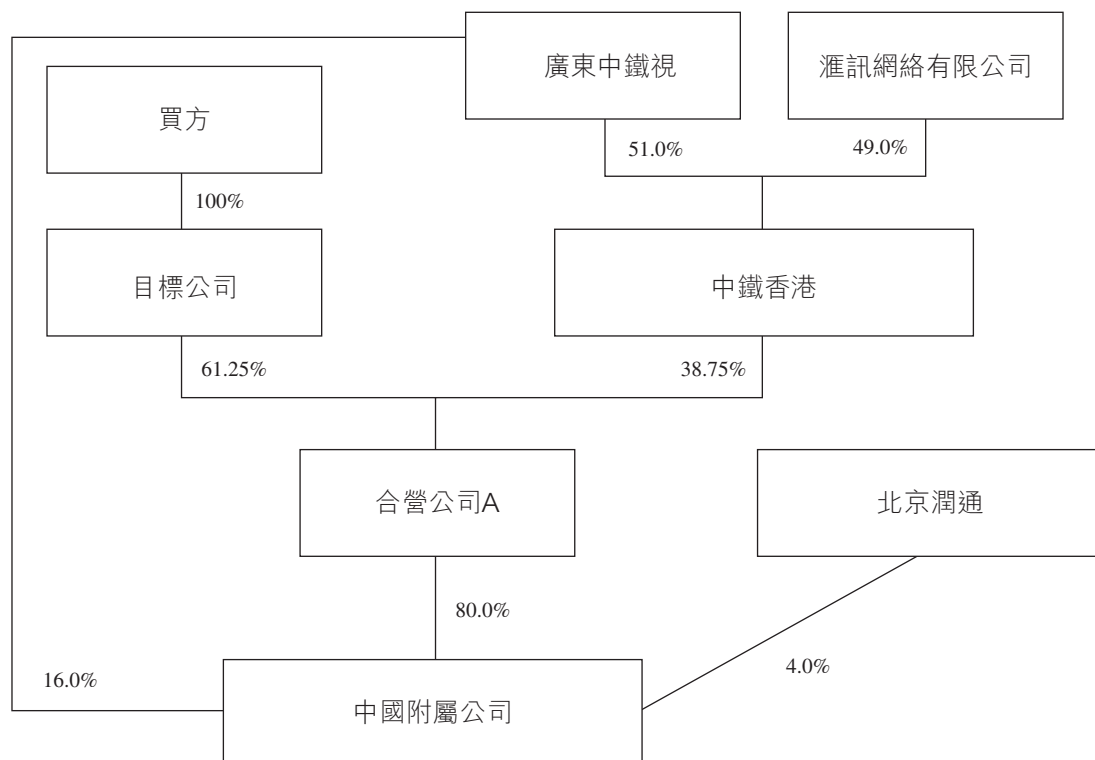 廣東中鐵視
滙訊網絡有限公司
買方
51.0%
49.0%
100%
目標公司
中鐵香港
61.25%
38.75%
合營公司A
北京潤通
80.0%
16.0%
4.0%
中國附屬公司